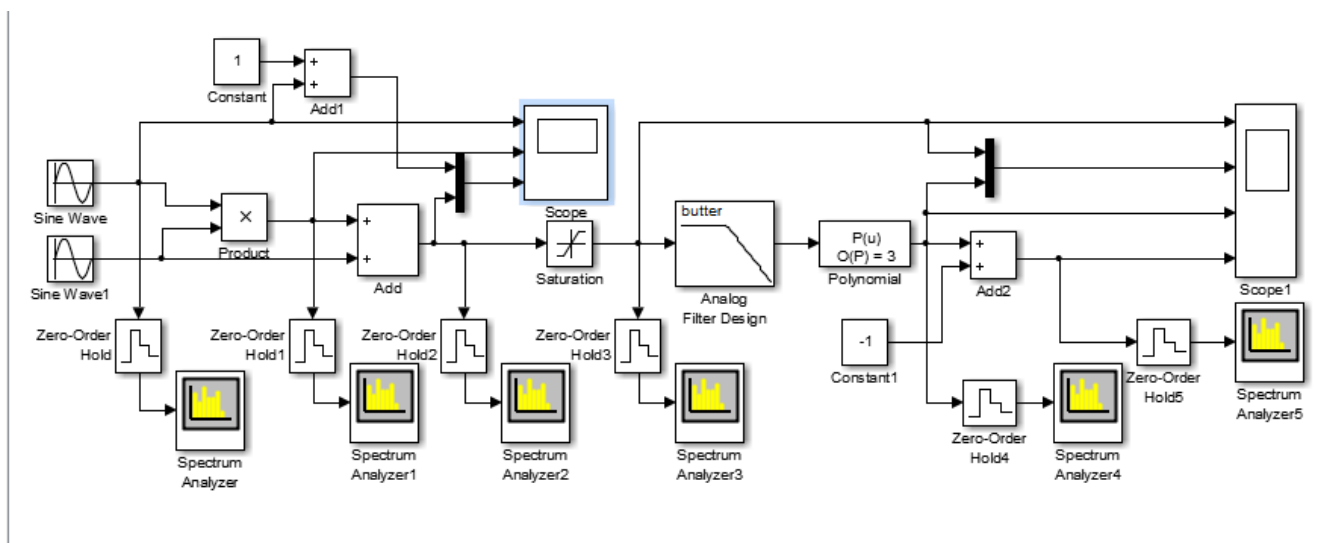 1
Constant
+
+
Add1
Sine Wave
Sine Wave1
×
Product
+
+
Add
Scope
Saturation
butter
Analog
Filter Design
P(u)
O(P) = 3
Polynomial
+
+
Add2
Scope1
-1
Constant1
Zero-Order
Hold
Zero-Order
Hold1
Zero-Order
Hold2
Zero-Order
Hold3
Zero-Order
Hold4
Zero-Order
Hold5
Spectrum
Analyzer
Spectrum
Analyzer1
Spectrum
Analyzer2
Spectrum
Analyzer3
Spectrum
Analyzer4
Spectrum
Analyzer5